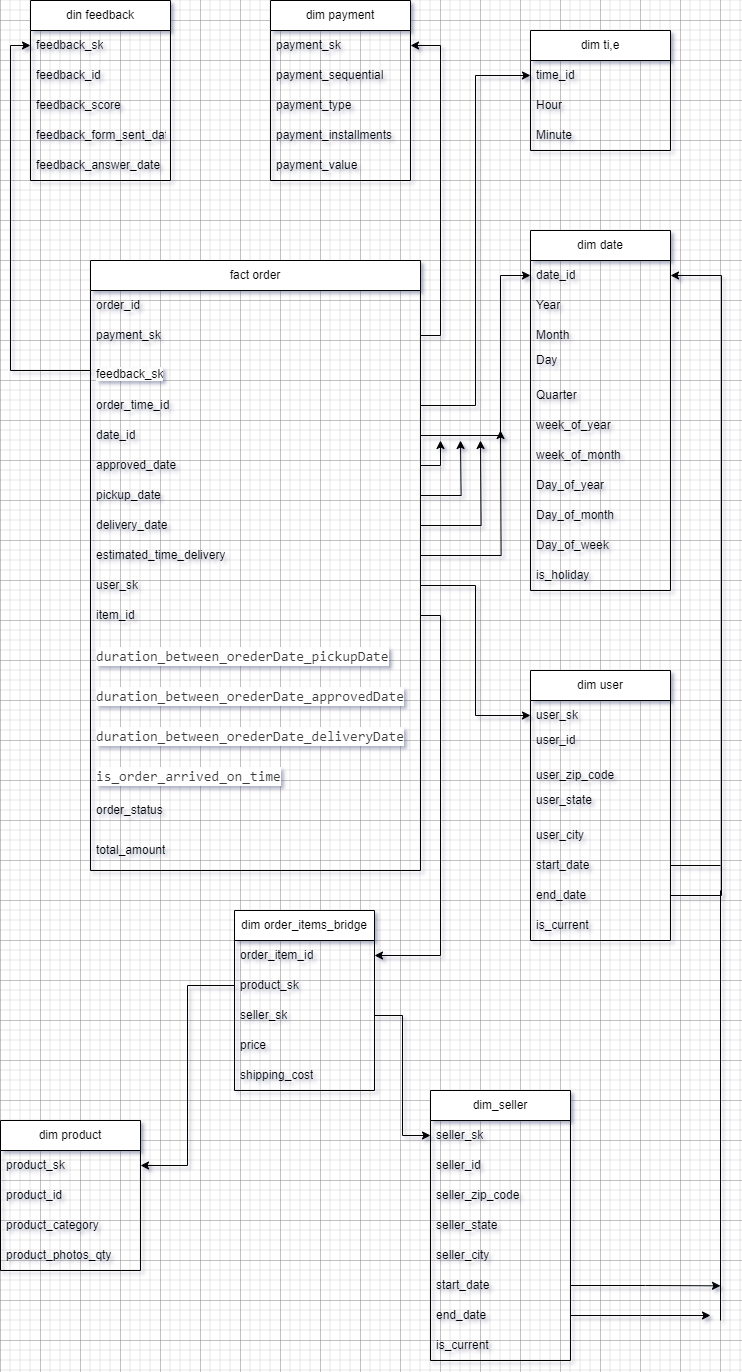 din feedback
feedback_sk
feedback_id
feedback_score
feedback_form_sent_da
feedback_answer_date
dim payment
payment_sk
payment_sequential
payment_type
payment_installments
payment_value
dim ti,e
time_id
Hour
Minute
fact order
order_id
payment_sk
feedback_sk
order_time_id
date_id
approved_date
pickup_date
delivery_date
estimated_time_delivery
user_sk
item_id
duration_between_orederDate_pickupDate
duration_between_orederDate_approvedDate
duration_between_orederDate_deliveryDate
is_order_arrived_on_time
order_status
total_amount
dim date
date_id
Year
Month
Day
Quarter
week_of_year
week_of_month
Day_of_year
Day_of_month
Day_of_week
is_holiday
dim user
user_sk
user_id
user_zip_code
user_state
user_city
start_date
end_date
is_current
dim order_items_bridge
order_item_id
product_sk
seller_sk
price
shipping_cost
dim product
product_sk
product_id
product_category
product_photos_qty
dim_seller
seller_sk
seller_id
seller_zip_code
seller_state
seller_city
start_date
end_date
is_current